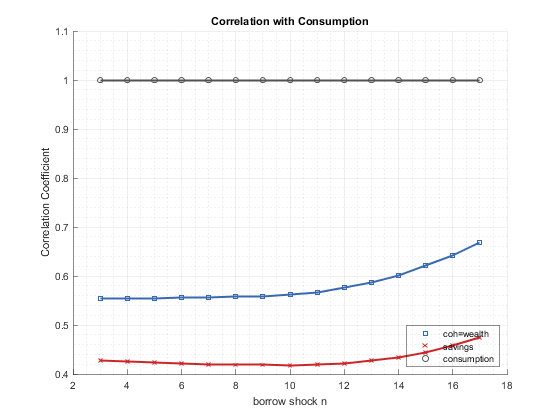 Correlation with Consumption
1.1
1
0.9
0.8
0.7
0.6
0.5
0.4
Correlation Coefficient
coh=wealth
savings
consumption
2
4
6
8
10
12
14
16
18
borrow shock n